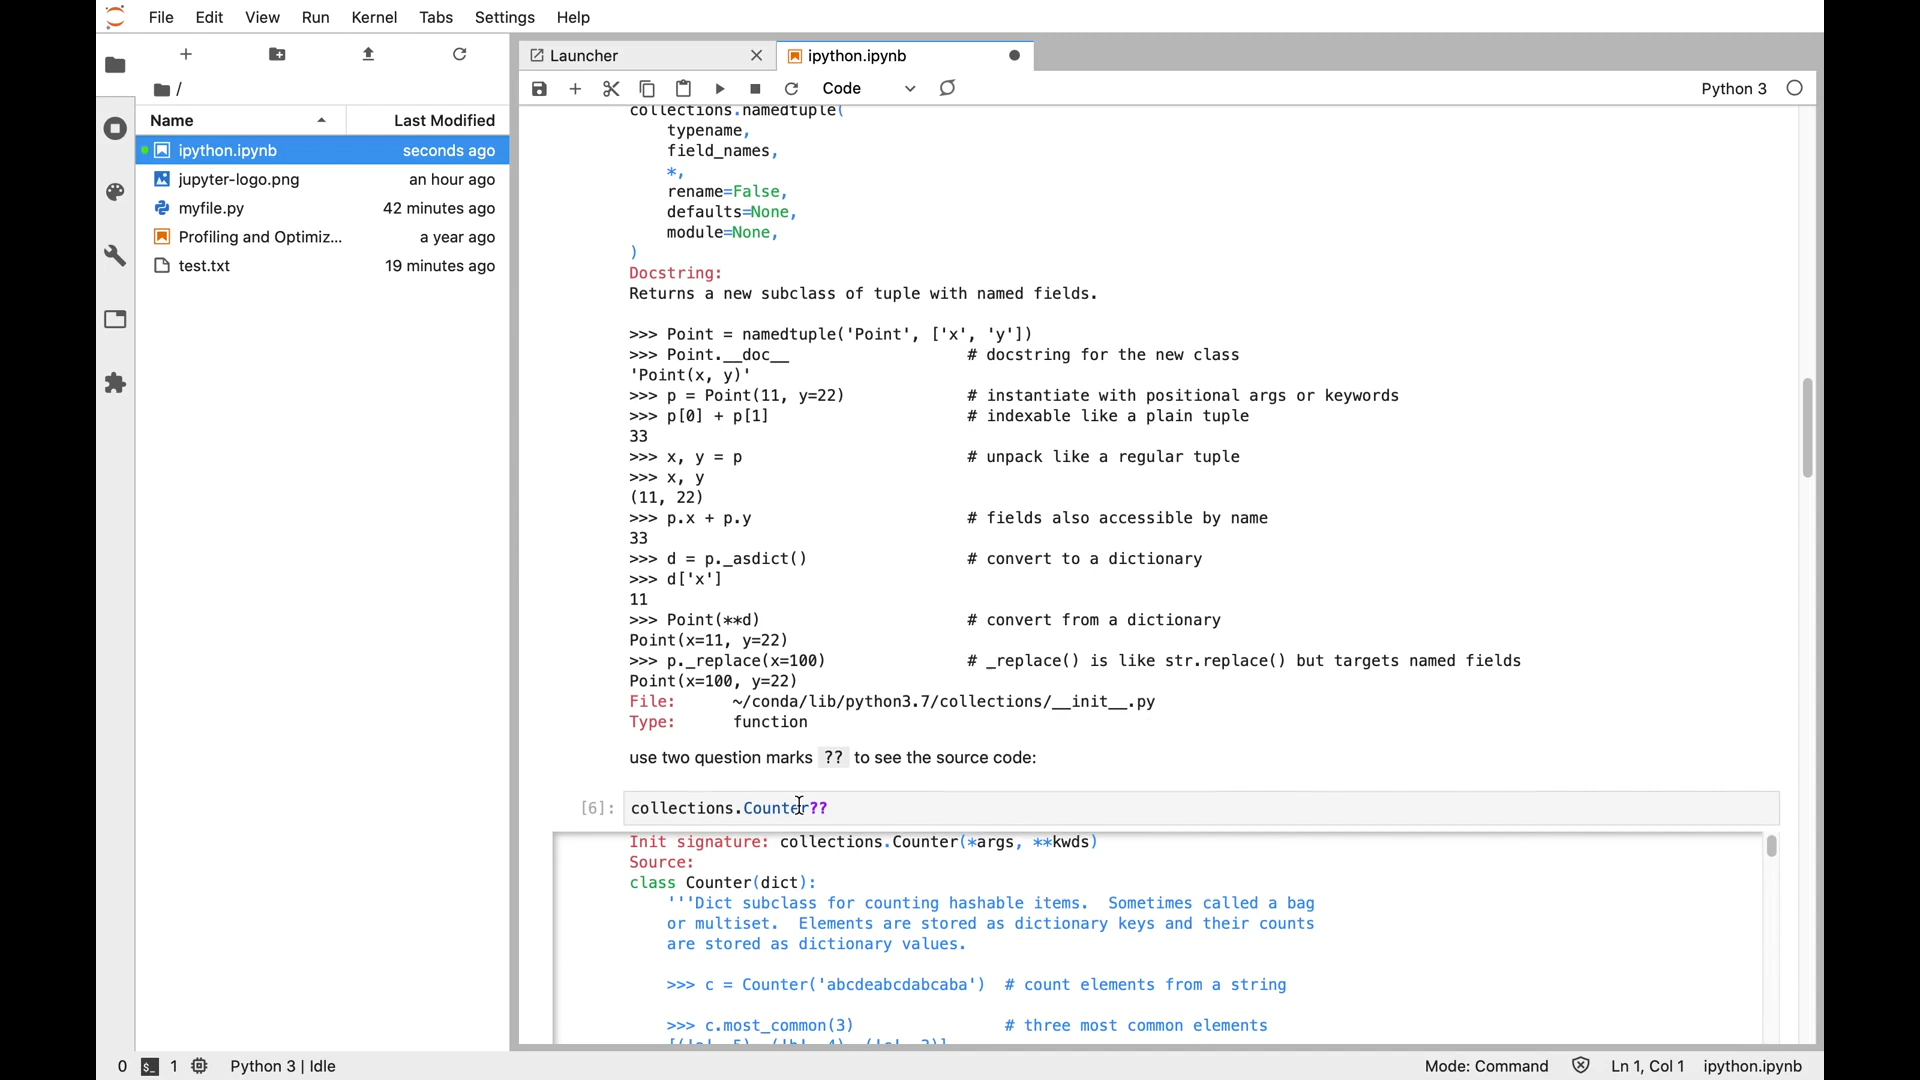 File Edit View Run Kernel Tabs Settings Help
Launcher
ipython.ipynb
/
Code
Python 3
Name Last Modified
ipython.ipynb seconds ago
jupyter-logo.png an hour ago
myfile.py 42 minutes ago
Profiling and Optimiz... a year ago
test.txt 19 minutes ago
collections.namedtuple(
typename,
field_names,
*,
rename=False,
defaults=None,
module=None,
)
Docstring:
Returns a new subclass of tuple with named fields.
>>> Point = namedtuple('Point', ['x', 'y'])
>>> Point.__doc__ # docstring for the new class
'Point(x, y)'
>>> p = Point(11, y=22) # instantiate with positional args or keywords
>>> p[0] + p[1] # indexable like a plain tuple
33
>>> x, y = p # unpack like a regular tuple
>>> x, y
(11, 22)
>>> p.x + p.y # fields also accessible by name
33
>>> d = p._asdict() # convert to a dictionary
>>> d['x']
11
>>> Point(**d) # convert from a dictionary
Point(x=11, y=22)
>>> p._replace(x=100) # _replace() is like str.replace() but targets named fields
Point(x=100, y=22)
File: ~/conda/lib/python3.7/collections/__init__.py
Type: function
use two question marks ?? to see the source code:
[6]: collections.Counter??
Init signature: collections.Counter(*args, **kwds)
Source:
class Counter(dict):
'''Dict subclass for counting hashable items. Sometimes called a bag
or multiset. Elements are stored as dictionary keys and their counts
are stored as dictionary values.
>>> c = Counter('abcdeabcdabcaba') # count elements from a string
>>> c.most_common(3) # three most common elements
0 $_ 1 Python 3 | Idle Mode: Command Ln 1, Col 1 ipython.ipynb